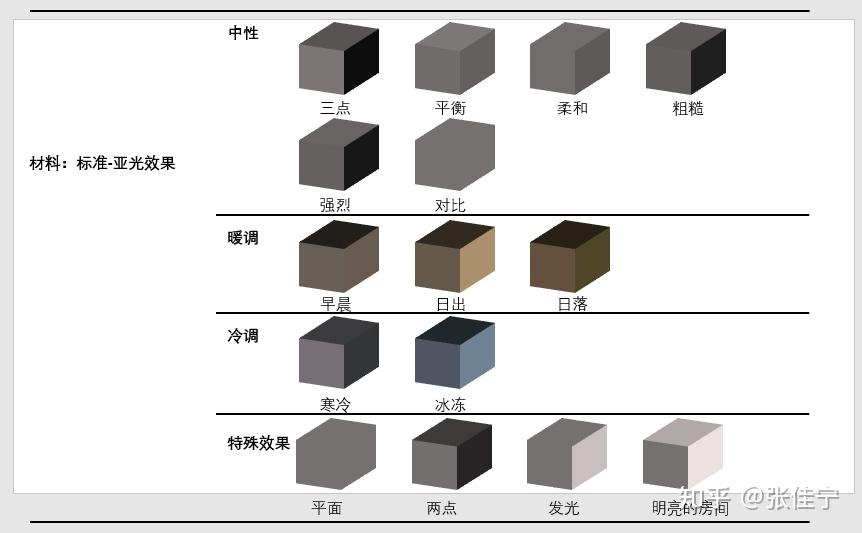 中性
三点 平衡 柔和 粗糙
材料：标准-亚光效果
强烈 对比
暖调
早晨 日出 日落
冷调
寒冷 冰冻
特殊效果
平面 两点 发光 明亮的房间
知乎 @张佳宁